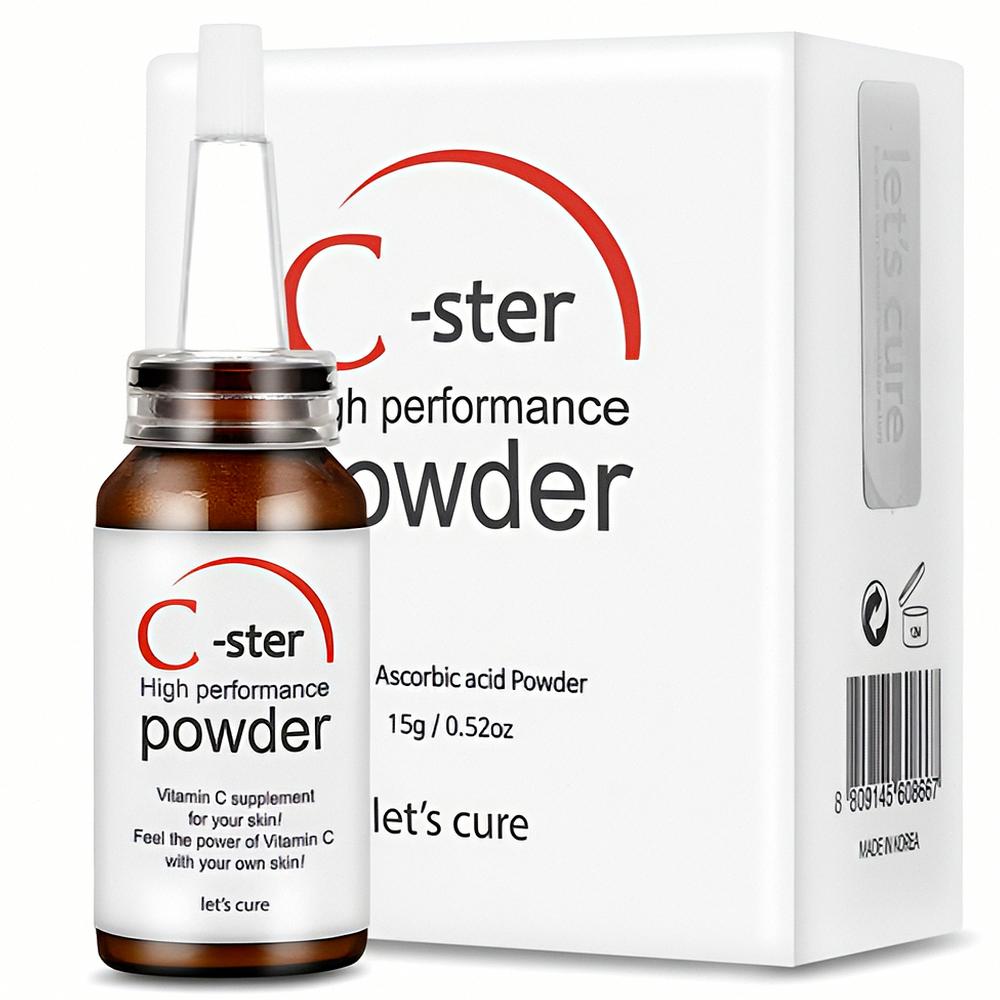 C -ster
gh performance
owder
Ascorbic acid Powder
15g / 0.52oz
let's cure
C -ster
High performance
powder
Vitamin C supplement
for your skin!
Feel the power of Vitamin C
with your own skin!
let's cure
let's cure
12M
8 809145 608667
MADE IN KOREA